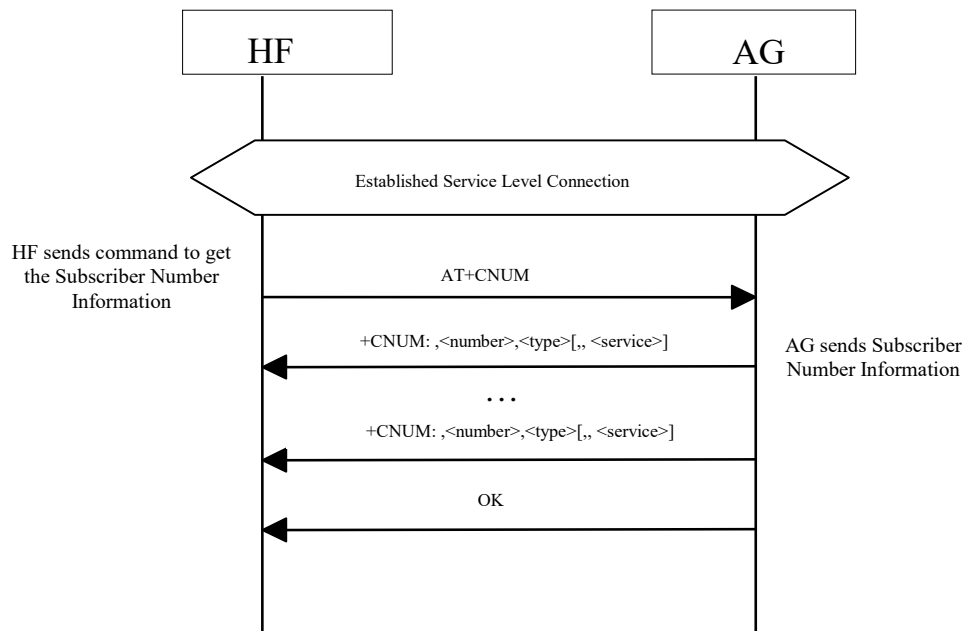 HF
AG
Established Service Level Connection
HF sends command to get
the Subscriber Number
Information
AT+CNUM
+CNUM: ,<number>,<type>[,, <service>]
AG sends Subscriber
Number Information
...
+CNUM: ,<number>,<type>[,, <service>]
OK